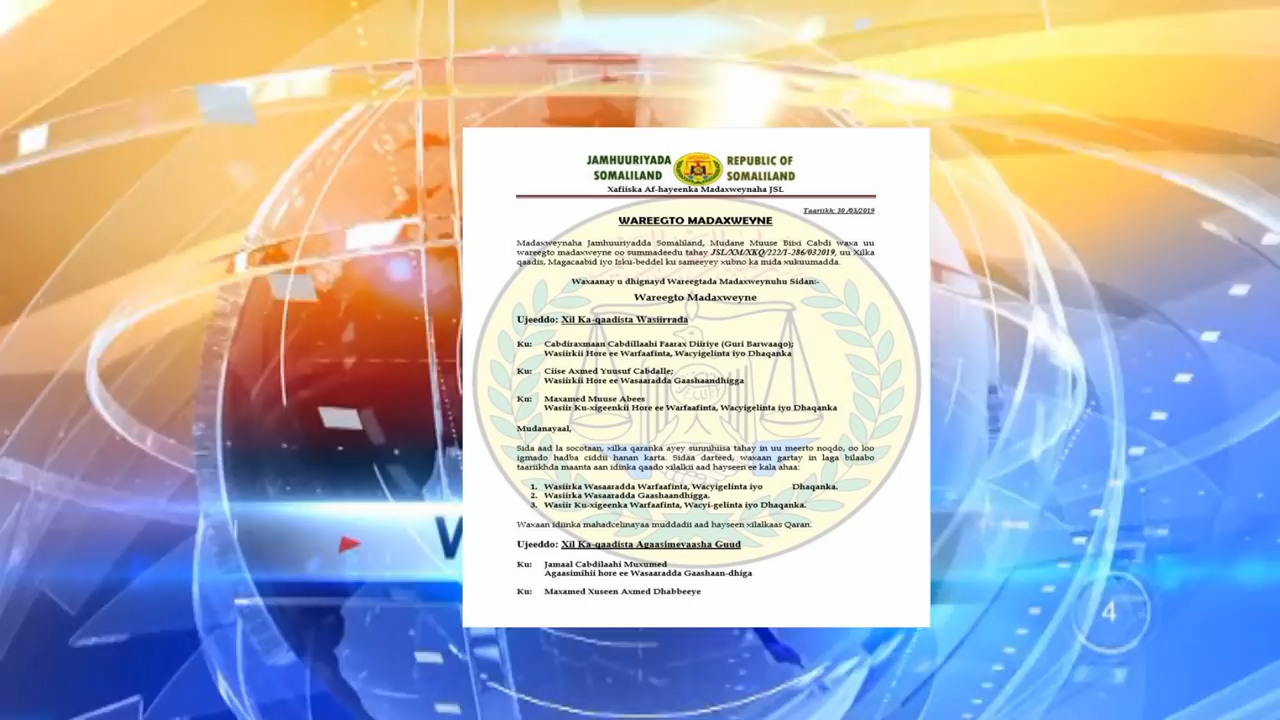 JAMHUURIYADA REPUBLIC OF
SOMALILAND SOMALILAND
Xafiiska Af-hayeenka Madaxweynaha JSL
Taariikh: 30 /03/2019
WAREEGTO MADAXWEYNE
Madaxweynaha Jamhuuriyadda Somaliland, Mudane Muuse Biixi Cabdi waxa uu
wareegto madaxweyne oo summadeedu tahay JSL/XM/XKQ/222/1-286/032019, uu Xilka
qaadis, Magacaabid iyo Isku-beddel ku sameeyey xubno ka mida xukuumadda.
Waxaanay u dhignayd Wareegtada Madaxweynuhu Sidan:-
Wareegto Madaxweyne
Ujeeddo: Xil Ka-qaadista Wasiirrada
Ku: Cabdiraxmaan Cabdillaahi Faarax Diiriye (Guri Barwaaqo);
Wasiirkii Hore ee Warfaafinta, Wacyigelinta iyo Dhaqanka
Ku: Ciise Axmed Yuusuf Cabdalle;
Wasiirkii Hore ee Wasaaradda Gaashaandhigga
Ku: Maxamed Muuse Abees
Wasiir Ku-xigeenkii Hore ee Warfaafinta, Wacyigelinta iyo Dhaqanka
Mudanayaal,
Sida aad la socotaan, xilka qaranka ayey sunnihiisa tahay in uu meerto noqdo, oo loo
igmado hadba ciddii hanan karta. Sidaa darteed, waxaan gartay in laga bilaabo
taariikhda maanta aan idinka qaado xilalkii aad hayseen ee kala ahaa:
1. Wasiirka Wasaaradda Warfaafinta, Wacyigelinta iyo Dhaqanka.
2. Wasiirka Wasaaradda Gaashaandhigga.
3. Wasiir Ku-xigeenka Warfaafinta, Wacyi-gelinta iyo Dhaqanka.
Waxaan idiinka mahadcelinayaa muddadii aad hayseen xilalkaas Qaran.
Ujeeddo: Xil Ka-qaadista Agaasimeyaasha Guud
Ku: Jamaal Cabdilaahi Muxumed
Agaasimihii hore ee Wasaaradda Gaashaan-dhiga
Ku: Maxamed Xuseen Axmed Dhabbeeye
4